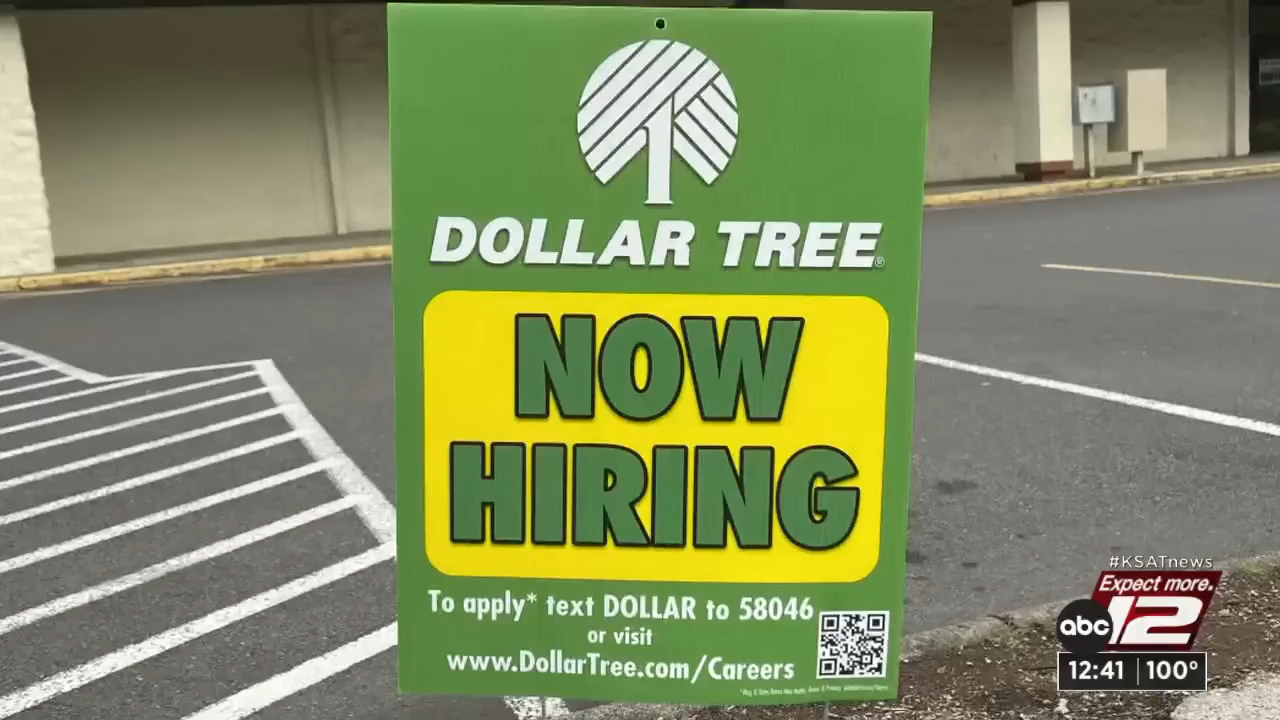 DOLLAR TREE®
NOW
HIRING
To apply* text DOLLAR to 58046
or visit
www.DollarTree.com/Careers
#KSATnews
Expect more.
abc 12
12:41 100°